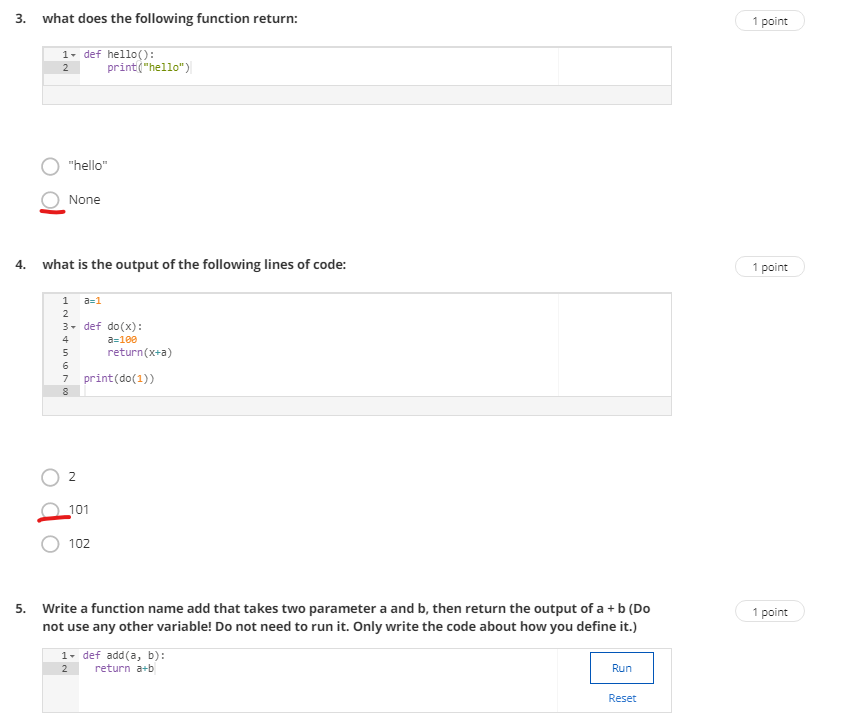 3. what does the following function return:
1 point
1 def hello():
2     print("hello")
"hello"
None
4. what is the output of the following lines of code:
1 point
1 a=1
2
3 def do(x):
4     a=100
5     return(x+a)
6
7 print(do(1))
8
2
101
102
5. Write a function name add that takes two parameter a and b, then return the output of a + b (Do
not use any other variable! Do not need to run it. Only write the code about how you define it.)
1 point
1 def add(a, b):
2   return a+b
Run
Reset